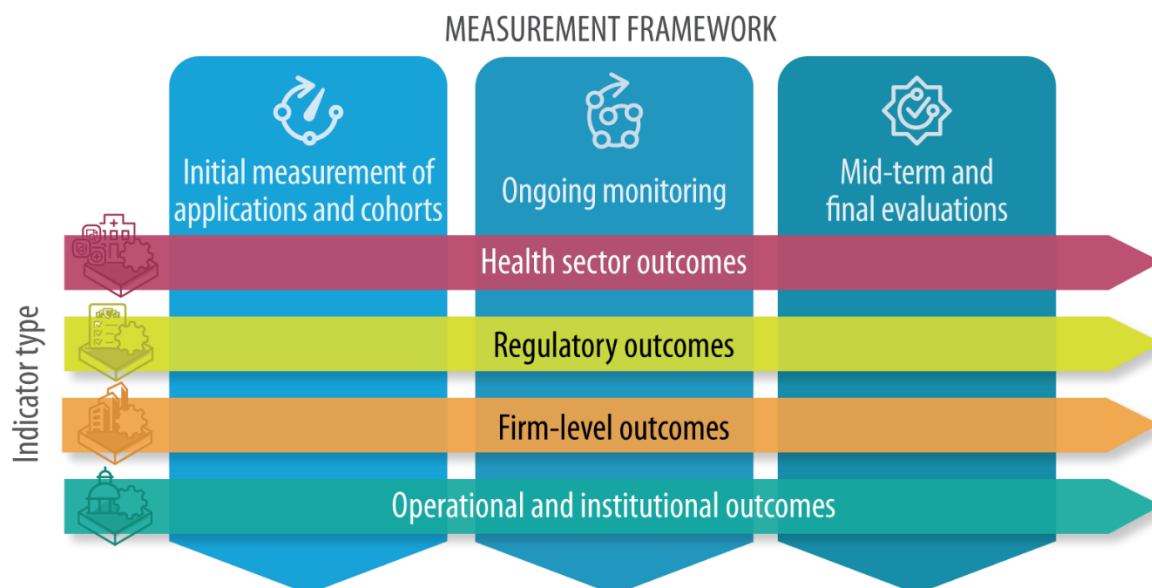 MEASUREMENT FRAMEWORK
Initial measurement of
applications and cohorts
Ongoing monitoring
Mid-term and
final evaluations
Indicator type
Health sector outcomes
Regulatory outcomes
Firm-level outcomes
Operational and institutional outcomes